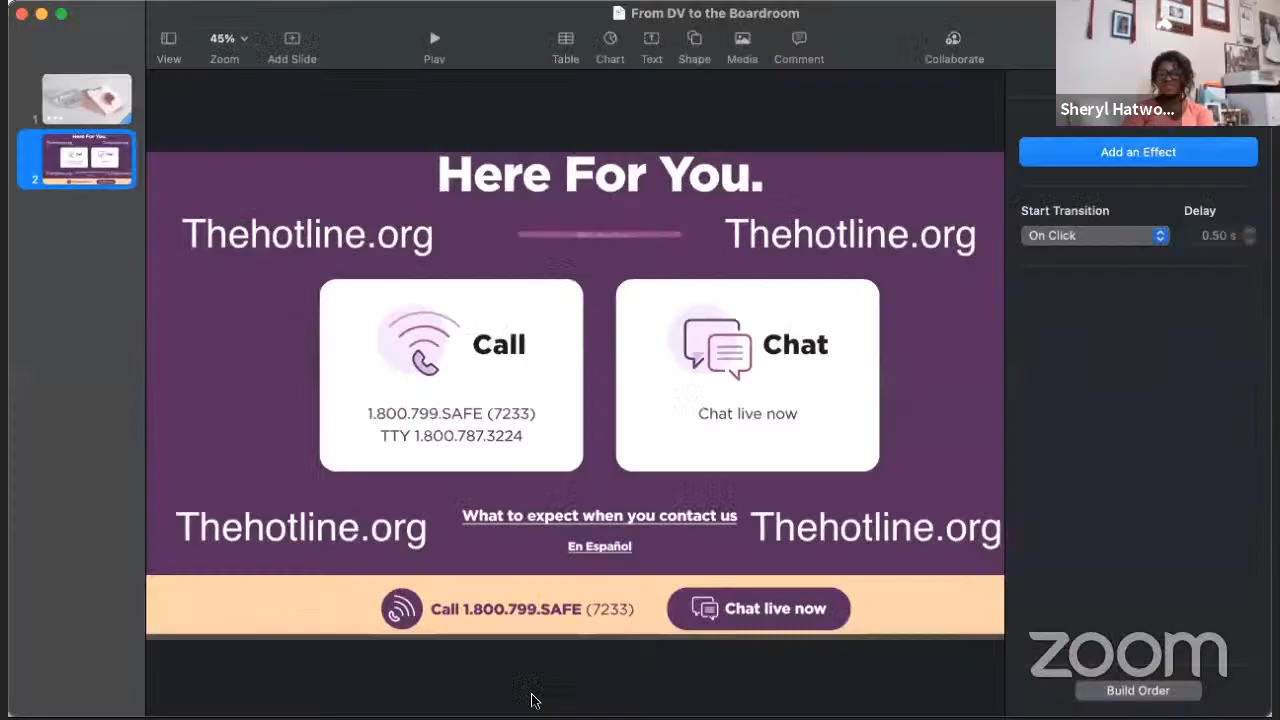 From DV to the Boardroom
45%
View
Zoom
Add Slide
Play
Table
Chart
Text
Shape
Media
Comment
Collaborate
Sheryl Hatwo...
1
2
Here For You.
Here For You.
Thehotline.org
Thehotline.org
Call
1.800.799.SAFE (7233)
TTY 1.800.787.3224
Chat
Chat live now
Thehotline.org
What to expect when you contact us
Thehotline.org
En Español
Call 1.800.799.SAFE (7233)
Chat live now
Add an Effect
Start Transition
Delay
On Click
0.50 s
zoom
Build Order